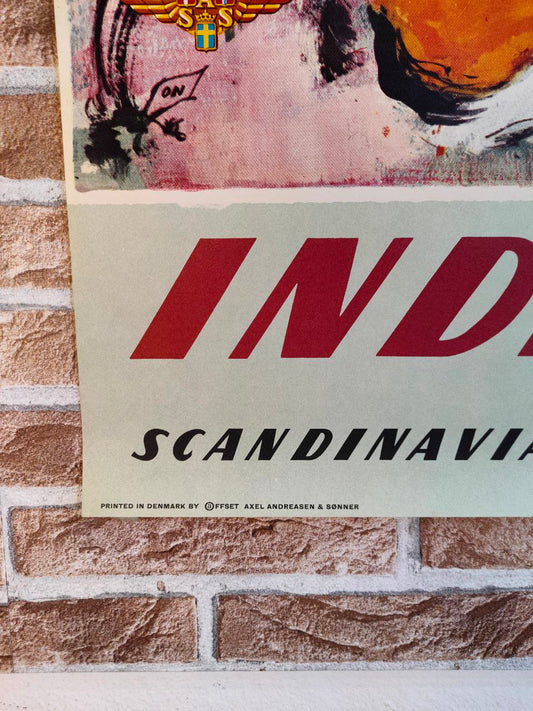 SAS
ON
IND
SCANDINAVIA
PRINTED IN DENMARK BY OFFSET AXEL ANDREASEN & SØNNER